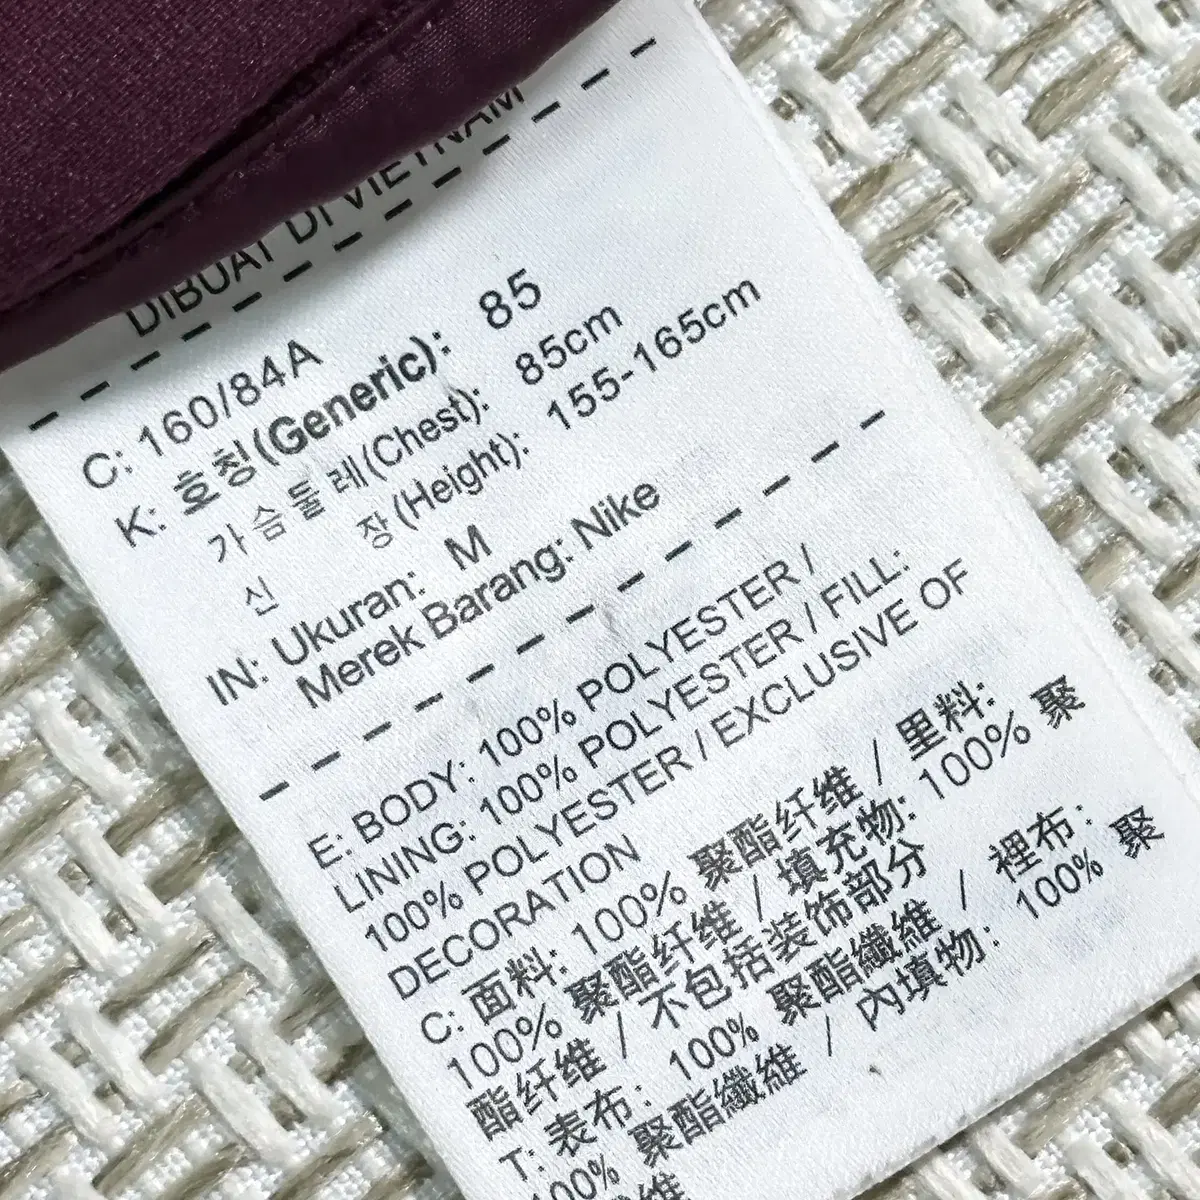 DIBUAT DI VIETNAM
C: 160/84A
K: 호칭(Generic): 85
가슴둘레(Chest): 85cm
신 장(Height): 155-165cm
IN: Ukuran: M
Merek Barang: Nike
E: BODY: 100% POLYESTER /
LINING: 100% POLYESTER / FILL:
100% POLYESTER / EXCLUSIVE OF
DECORATION
C: 面料: 100% 聚酯纤维 / 里料:
100% 聚酯纤维 / 填充物: 100% 聚
酯纤维 / 不包括装饰部分
T: 表布: 100% 聚酯纖維 / 裡布:
100% 聚酯纖維 / 內填物: 100% 聚